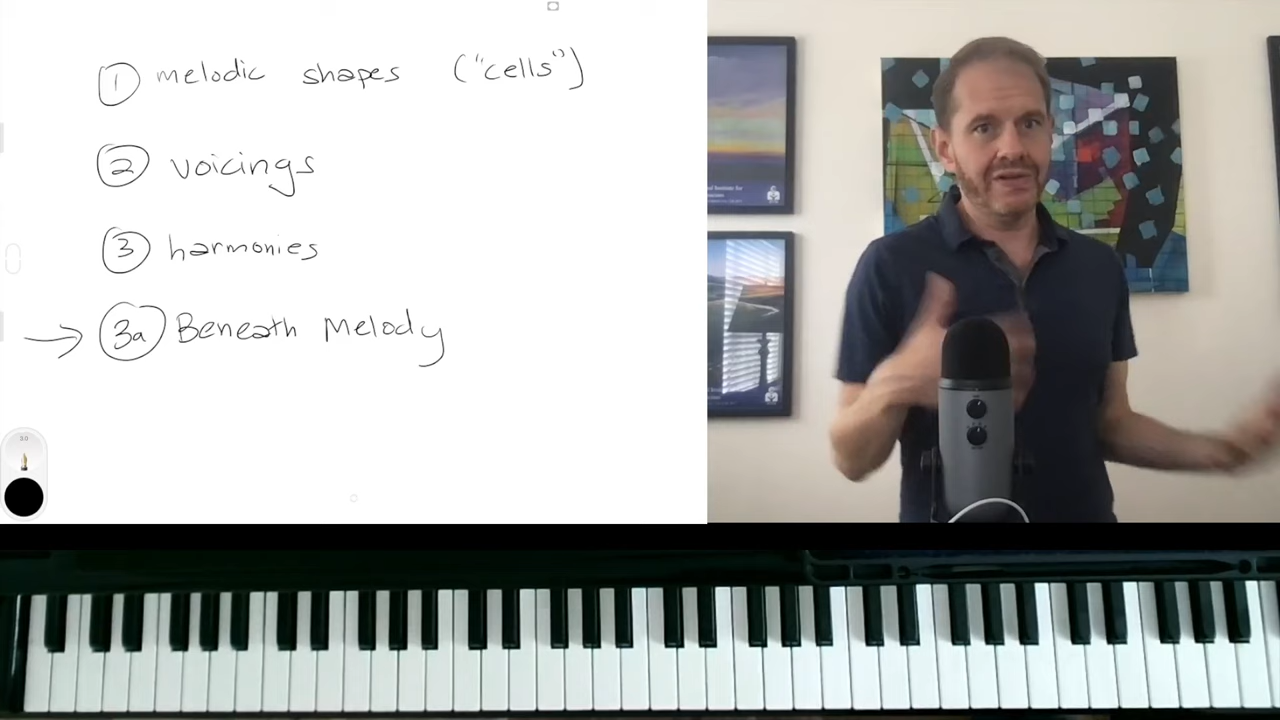 1 melodic shapes ("cells")
2 voicings
3 harmonies
→ 3a Beneath Melody